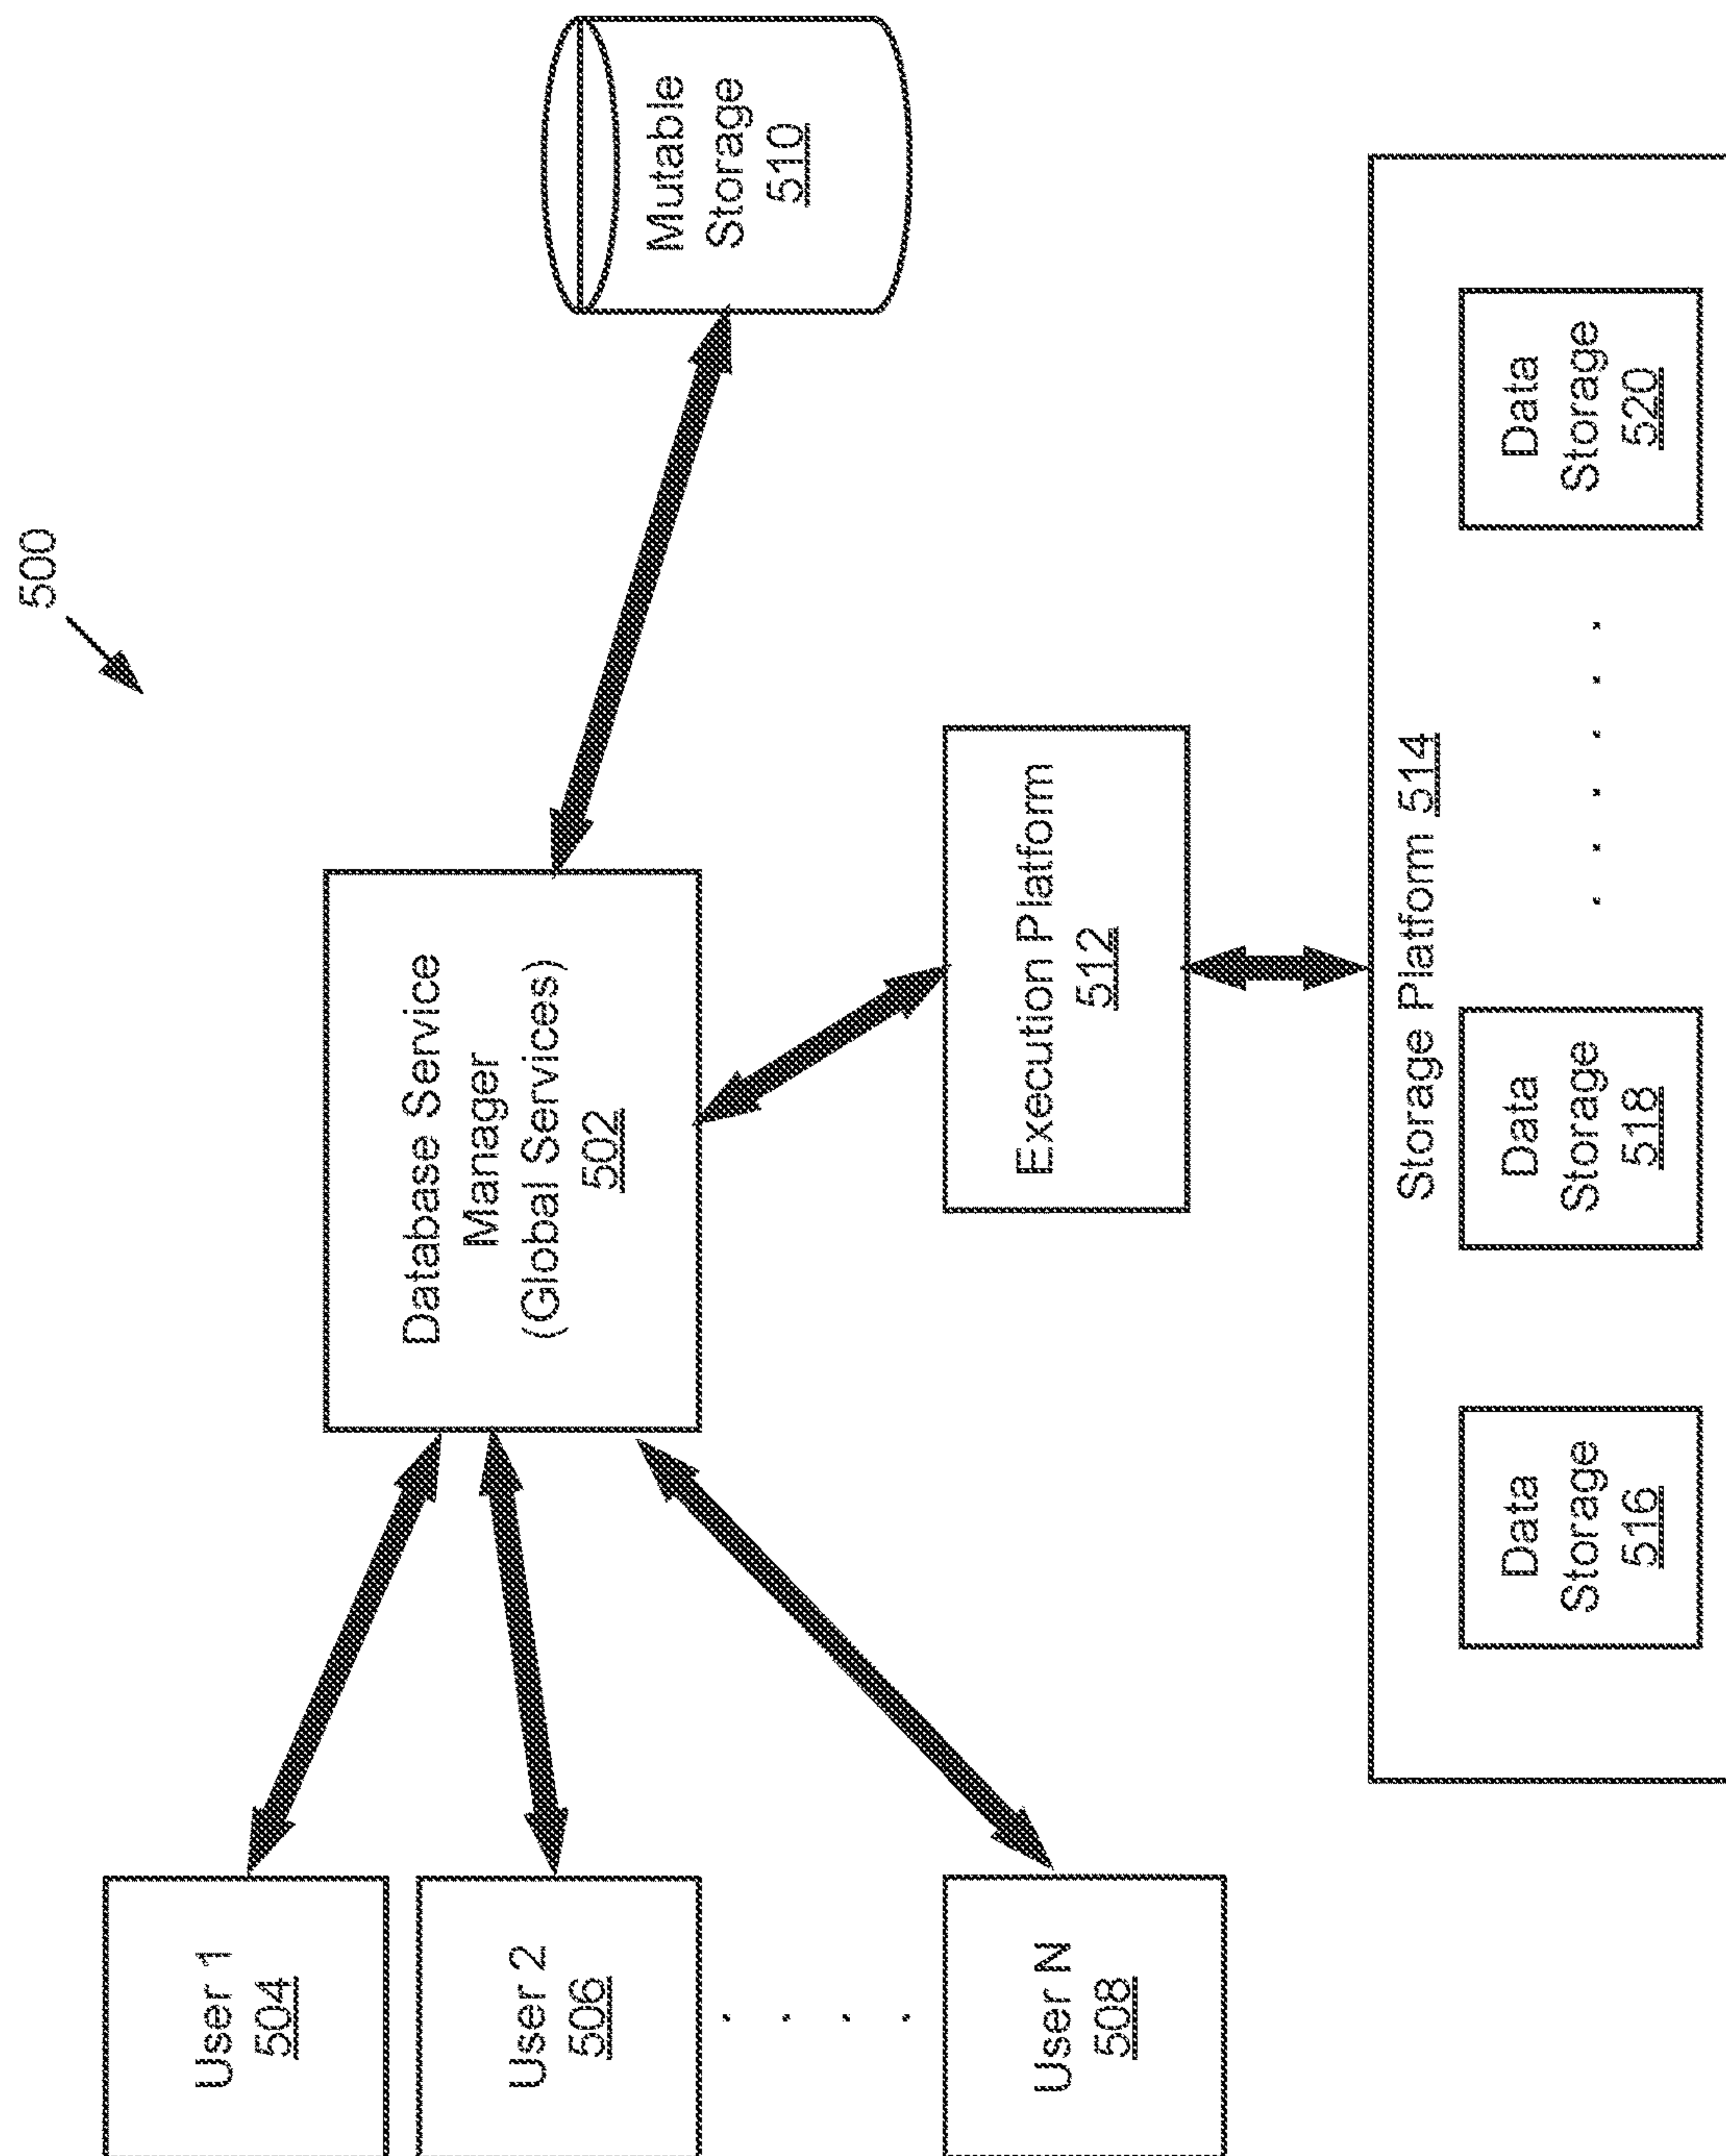 500
User 1
504
User 2
506
User N
508
Database Service
Manager
(Global Services)
502
Mutable
Storage
510
Execution Platform
512
Storage Platform 514
Data
Storage
516
Data
Storage
518
Data
Storage
520